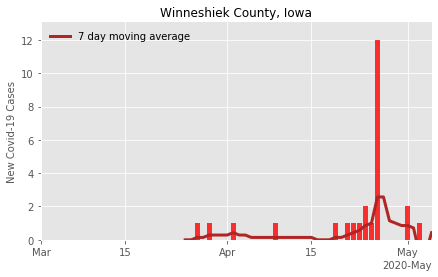 Winneshiek County, Iowa
7 day moving average
New Covid-19 Cases
12
10
8
6
4
2
0
Mar 15 Apr 15 May
2020-May